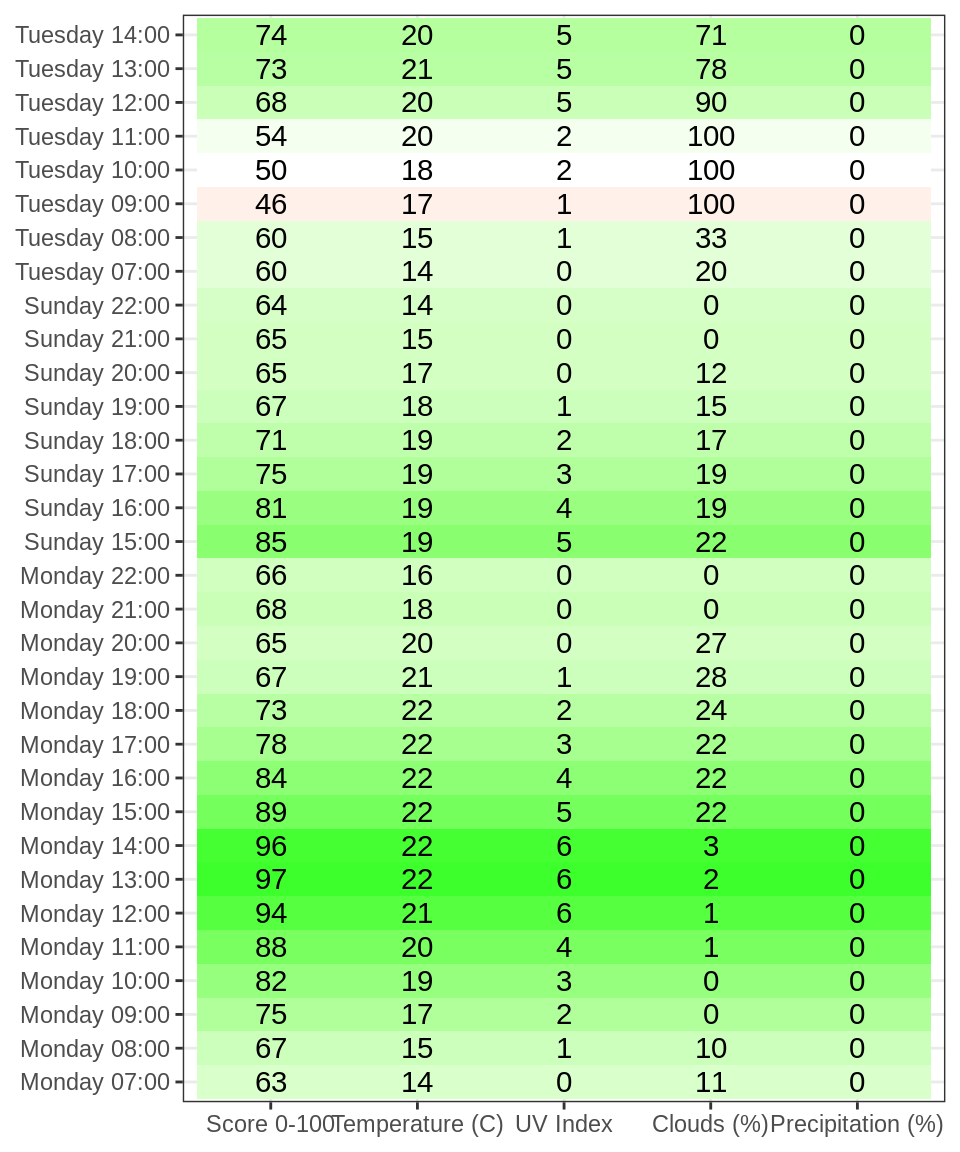 Tuesday 14:00 74 20 5 71 0
Tuesday 13:00 73 21 5 78 0
Tuesday 12:00 68 20 5 90 0
Tuesday 11:00 54 20 2 100 0
Tuesday 10:00 50 18 2 100 0
Tuesday 09:00 46 17 1 100 0
Tuesday 08:00 60 15 1 33 0
Tuesday 07:00 60 14 0 20 0
Sunday 22:00 64 14 0 0 0
Sunday 21:00 65 15 0 0 0
Sunday 20:00 65 17 0 12 0
Sunday 19:00 67 18 1 15 0
Sunday 18:00 71 19 2 17 0
Sunday 17:00 75 19 3 19 0
Sunday 16:00 81 19 4 19 0
Sunday 15:00 85 19 5 22 0
Monday 22:00 66 16 0 0 0
Monday 21:00 68 18 0 0 0
Monday 20:00 65 20 0 27 0
Monday 19:00 67 21 1 28 0
Monday 18:00 73 22 2 24 0
Monday 17:00 78 22 3 22 0
Monday 16:00 84 22 4 22 0
Monday 15:00 89 22 5 22 0
Monday 14:00 96 22 6 3 0
Monday 13:00 97 22 6 2 0
Monday 12:00 94 21 6 1 0
Monday 11:00 88 20 4 1 0
Monday 10:00 82 19 3 0 0
Monday 09:00 75 17 2 0 0
Monday 08:00 67 15 1 10 0
Monday 07:00 63 14 0 11 0
Score 0-100 Temperature (C) UV Index Clouds (%) Precipitation (%)